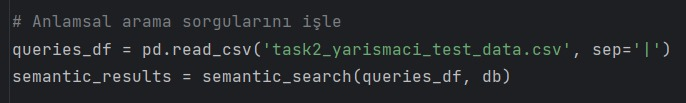 # Anlamsal arama sorgularını işle
queries_df = pd.read_csv('task2_yarismaci_test_data.csv', sep='|')
semantic_results = semantic_search(queries_df, db)